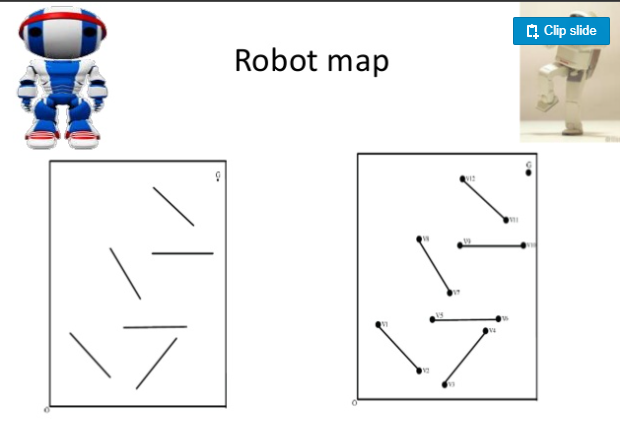 Clip slide
Robot map
G
G
V12
V11
V8
V9
V10
V7
V5
V6
V1
V4
V2
V3
O
O